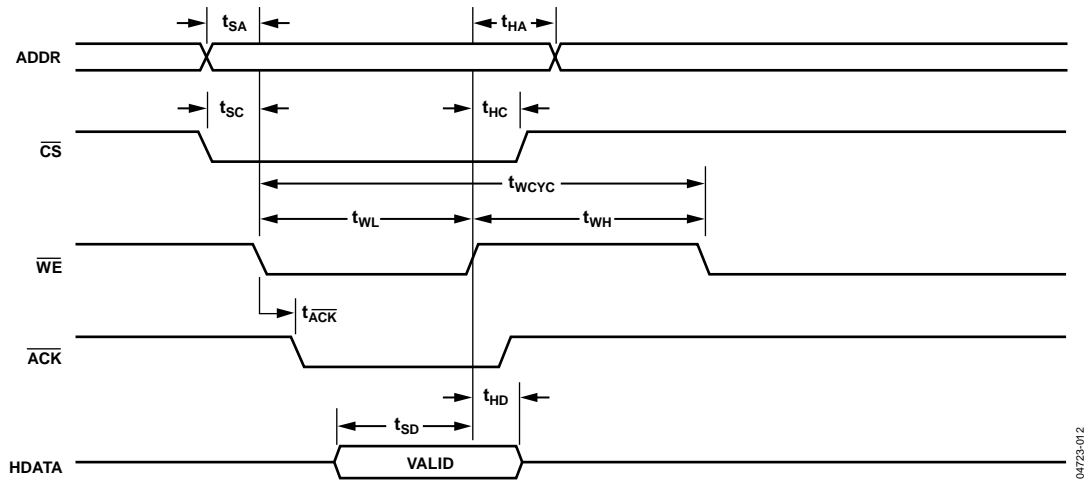 tSA
tHA
ADDR
tSC
tHC
CS
tWCYC
tWL
tWH
WE
tACK
ACK
tHD
tSD
HDATA
VALID
04723-012